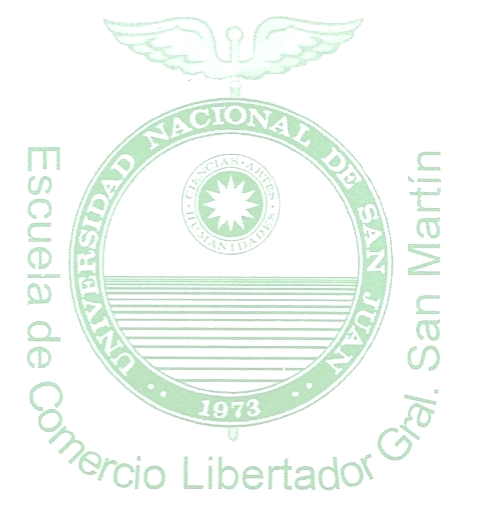 UNIVERSIDAD NACIONAL DE SAN JUAN
CIENCIAS · ARTES · HUMANIDADES ·
1973
Escuela de Comercio Libertador Gral. San Martín